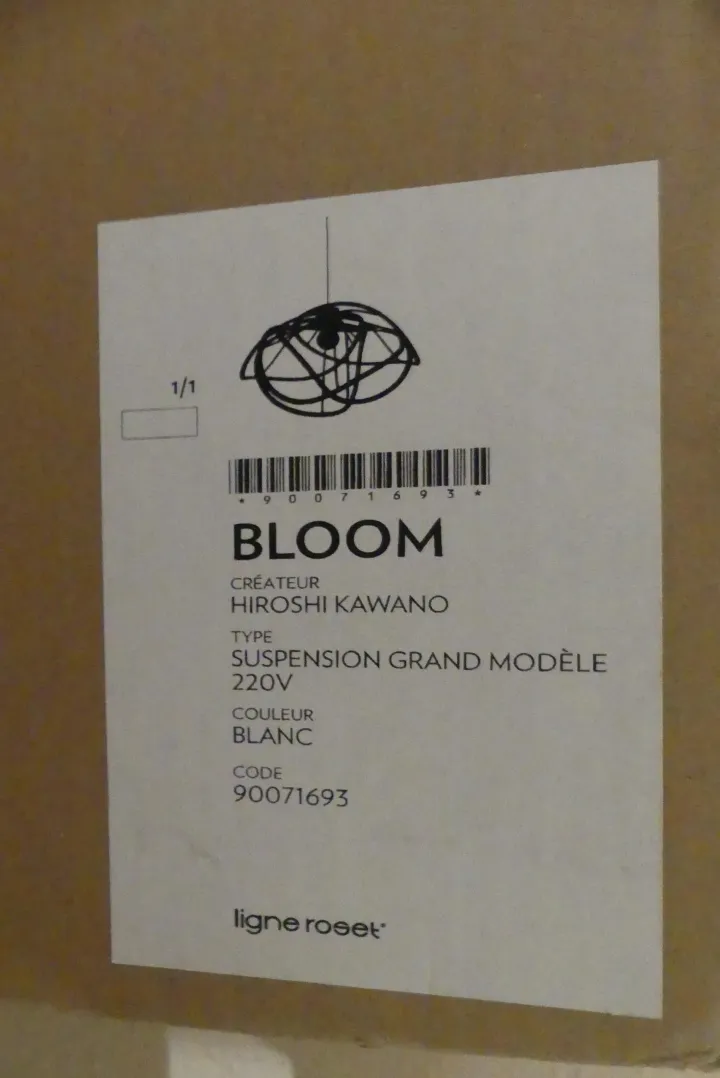 1/1
*90071693*
BLOOM
CRÉATEUR
HIROSHI KAWANO
TYPE
SUSPENSION GRAND MODÈLE
220V
COULEUR
BLANC
CODE
90071693
ligne roset®